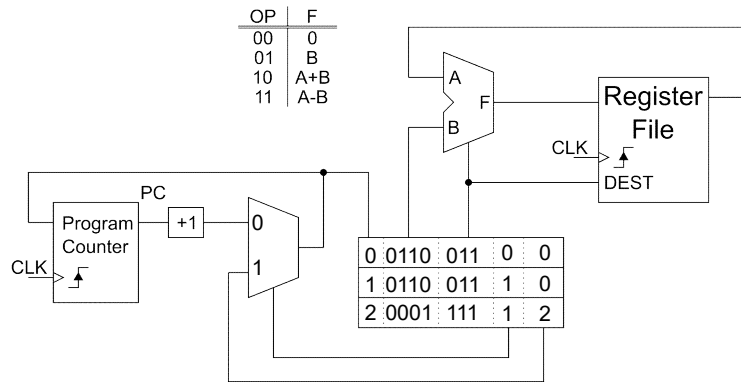 OP F
00 0
01 B
10 A+B
11 A-B
A
B
F
Register
File
CLK
DEST
PC
Program
Counter
CLK
+1
0
1
0 0110 011 0 0
1 0110 011 1 0
2 0001 111 1 2